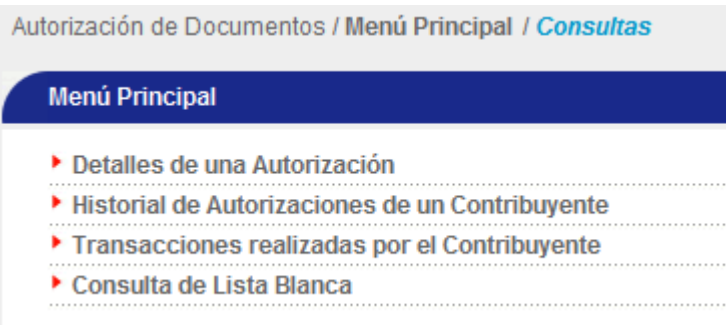 Autorización de Documentos / Menú Principal / Consultas
Menú Principal
Detalles de una Autorización
Historial de Autorizaciones de un Contribuyente
Transacciones realizadas por el Contribuyente
Consulta de Lista Blanca